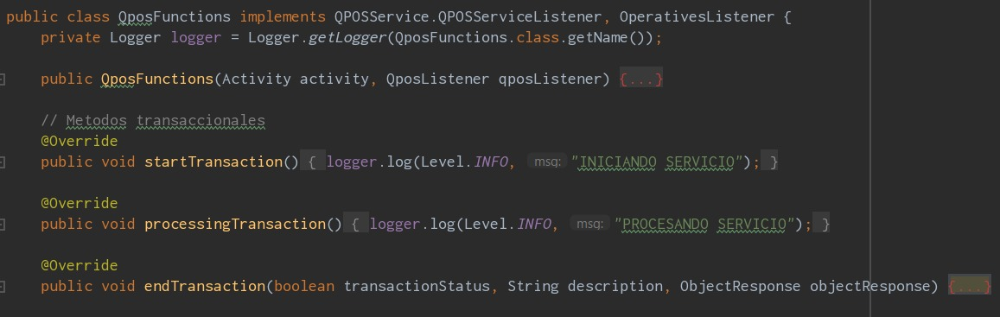 public class QposFunctions implements QPOSService.QPOSServiceListener, OperativesListener {
private Logger logger = Logger.getLogger(QposFunctions.class.getName());
public QposFunctions(Activity activity, QposListener qposListener) {...}
// Metodos transaccionales
@Override
public void startTransaction() { logger.log(Level.INFO, msg: "INICIANDO SERVICIO"); }
@Override
public void processingTransaction() { logger.log(Level.INFO, msg: "PROCESANDO SERVICIO"); }
@Override
public void endTransaction(boolean transactionStatus, String description, ObjectResponse objectResponse) {...}